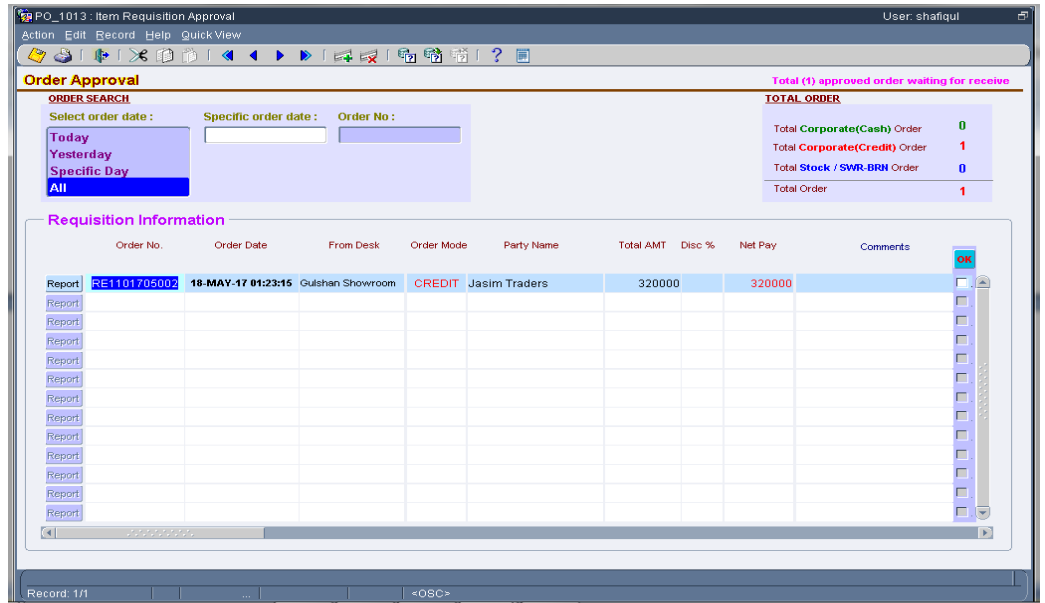 PO_1013 : Item Requisition Approval User: shafiqul
Action Edit Record Help Quick View
Order Approval Total (1) approved order waiting for receive
ORDER SEARCH TOTAL ORDER
Select order date : Specific order date : Order No :
Today
Yesterday
Specific Day
All
Total Corporate(Cash) Order 0
Total Corporate(Credit) Order 1
Total Stock / SWR-BRN Order 0
Total Order 1
Requisition Information
Order No. Order Date From Desk Order Mode Party Name Total AMT Disc % Net Pay Comments
OK
Report RE1101705002 18-MAY-17 01:23:15 Gulshan Showroom CREDIT Jasim Traders 320000 320000
Report
Report
Report
Report
Report
Report
Report
Report
Report
Report
Report
Report
Record: 1/1 ... <OSC>